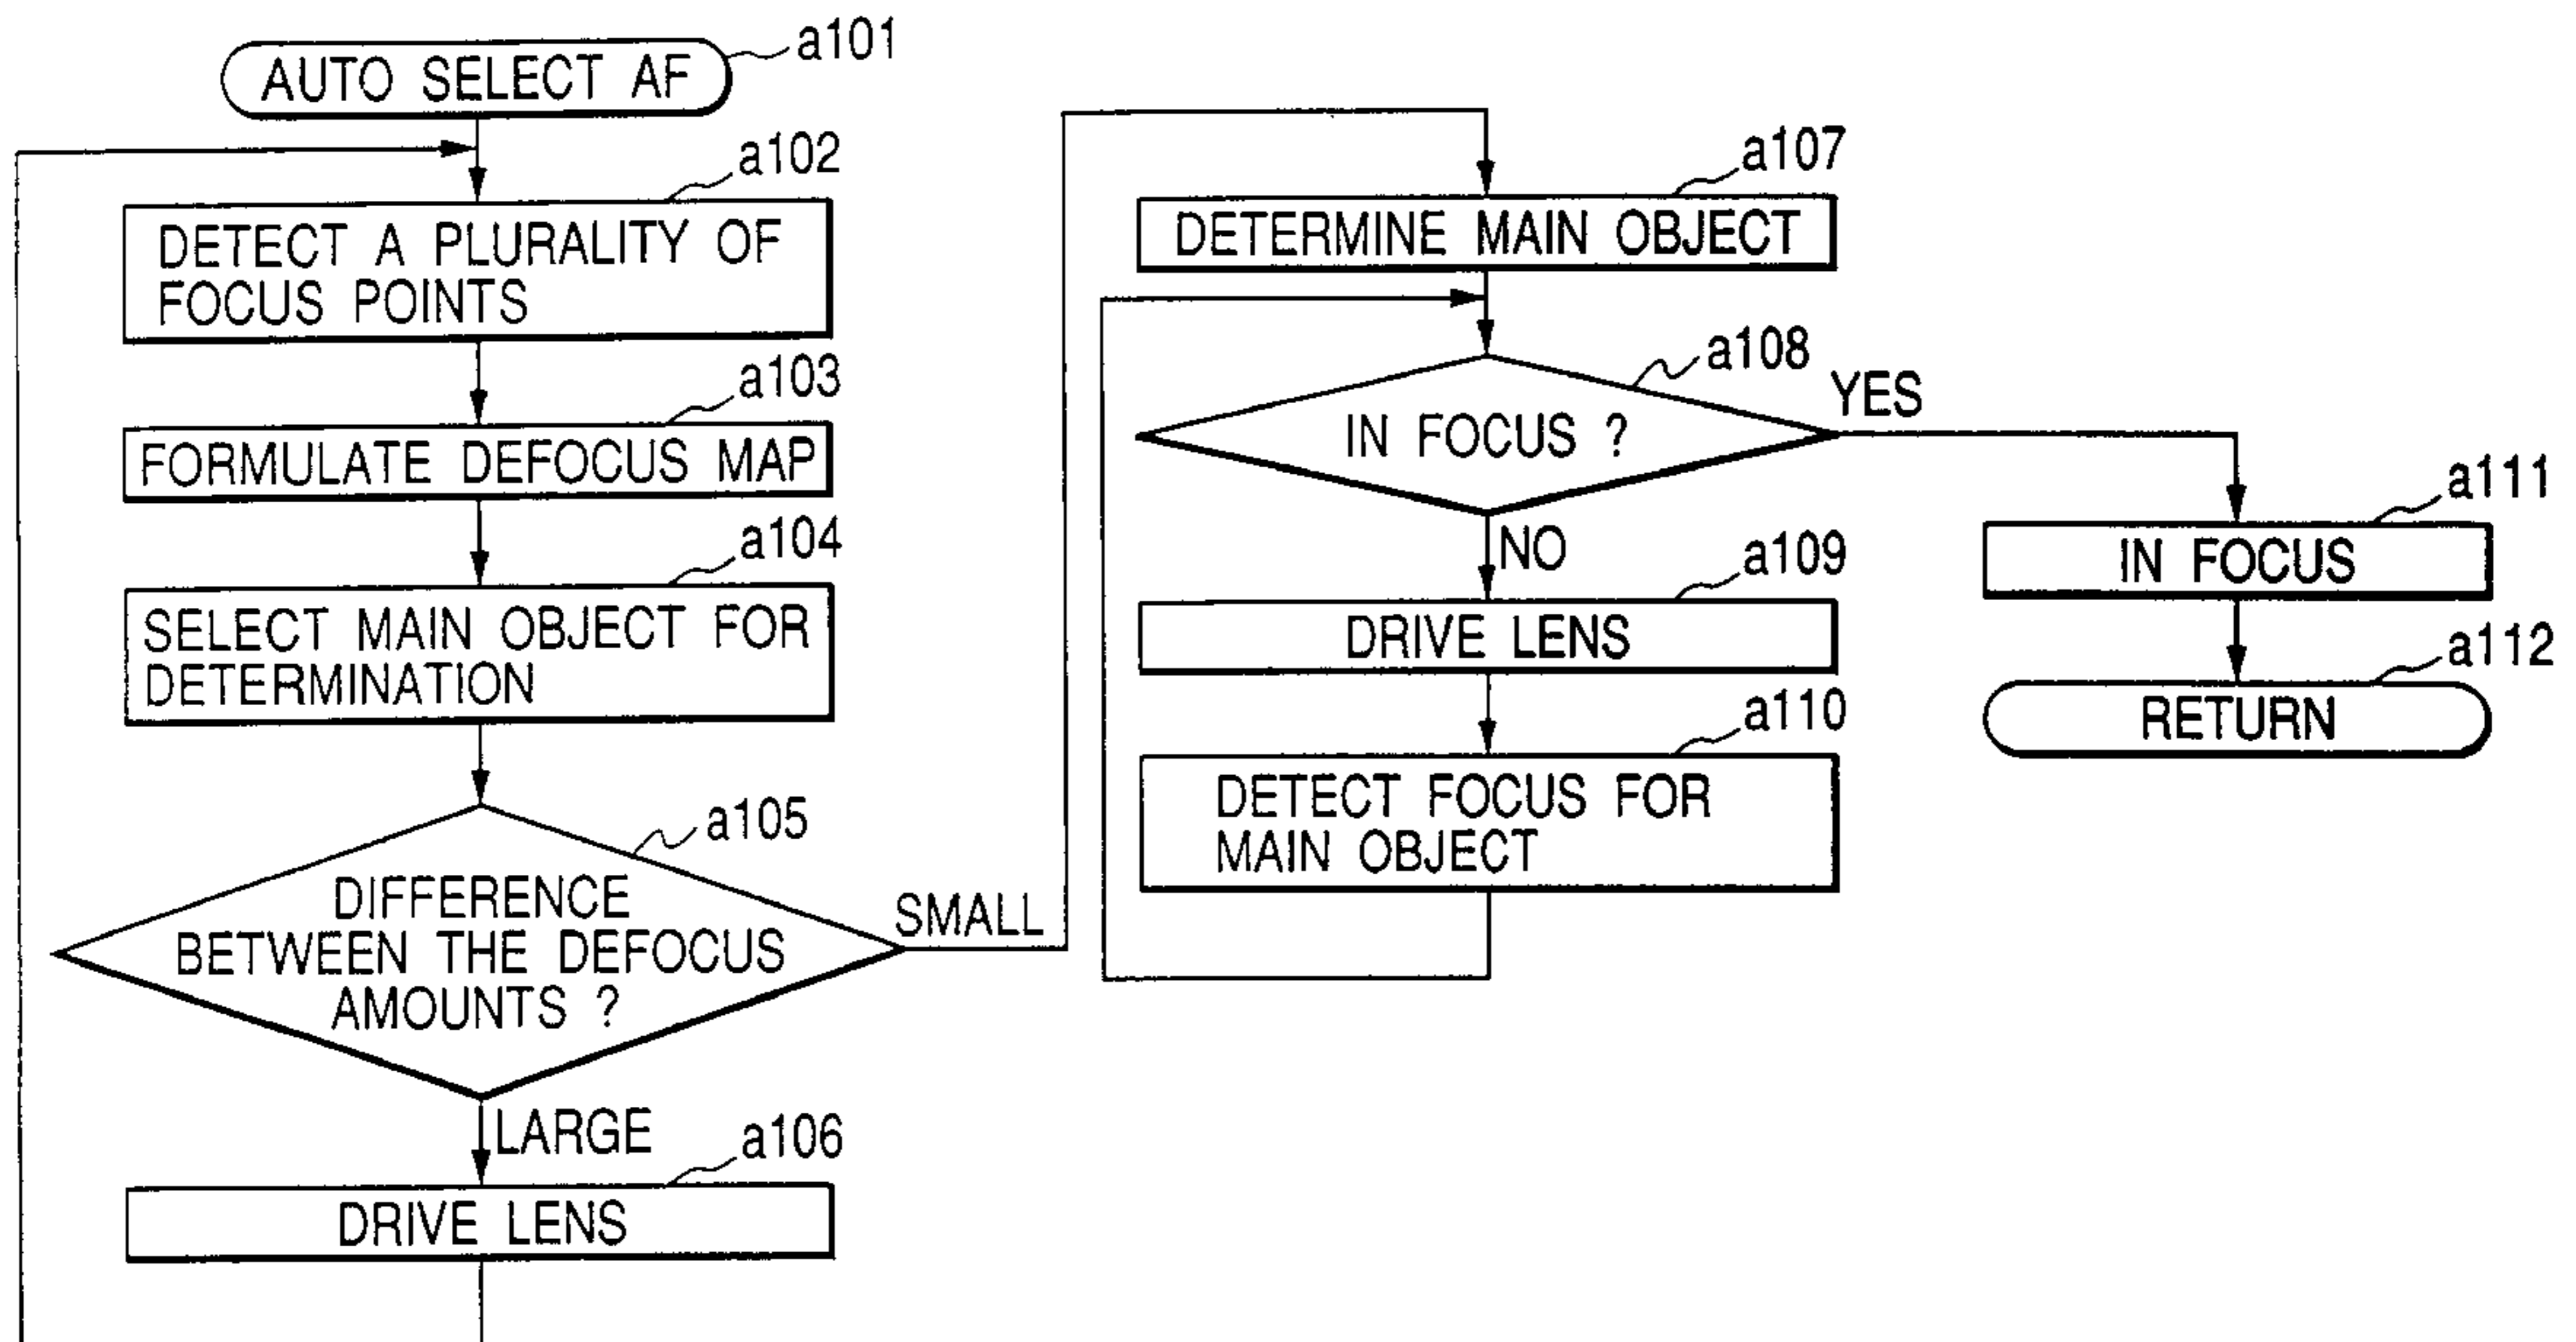 AUTO SELECT AF
a101
a102
DETECT A PLURALITY OF
FOCUS POINTS
a103
FORMULATE DEFOCUS MAP
a104
SELECT MAIN OBJECT FOR
DETERMINATION
a105
DIFFERENCE
BETWEEN THE DEFOCUS
AMOUNTS ?
SMALL
LARGE
a106
DRIVE LENS
a107
DETERMINE MAIN OBJECT
a108
IN FOCUS ?
YES
NO
a109
DRIVE LENS
a110
DETECT FOCUS FOR
MAIN OBJECT
a111
IN FOCUS
a112
RETURN